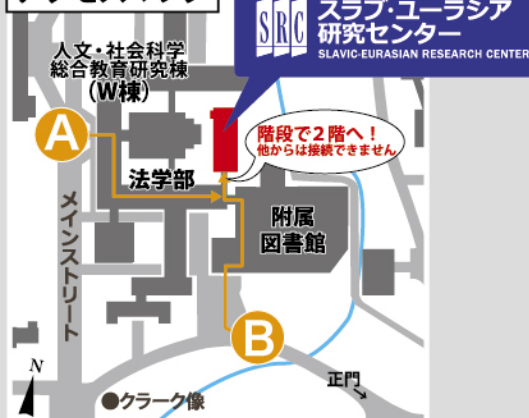 SRC
スラブ・ユーラシア
研究センター
SLAVIC-EURASIAN RESEARCH CENTER
人文・社会科学
総合教育研究棟
(W棟)
A
階段で2階へ!
他からは接続できません
法学部
メインストリート
附属
図書館
B
N
正門
●クラーク像